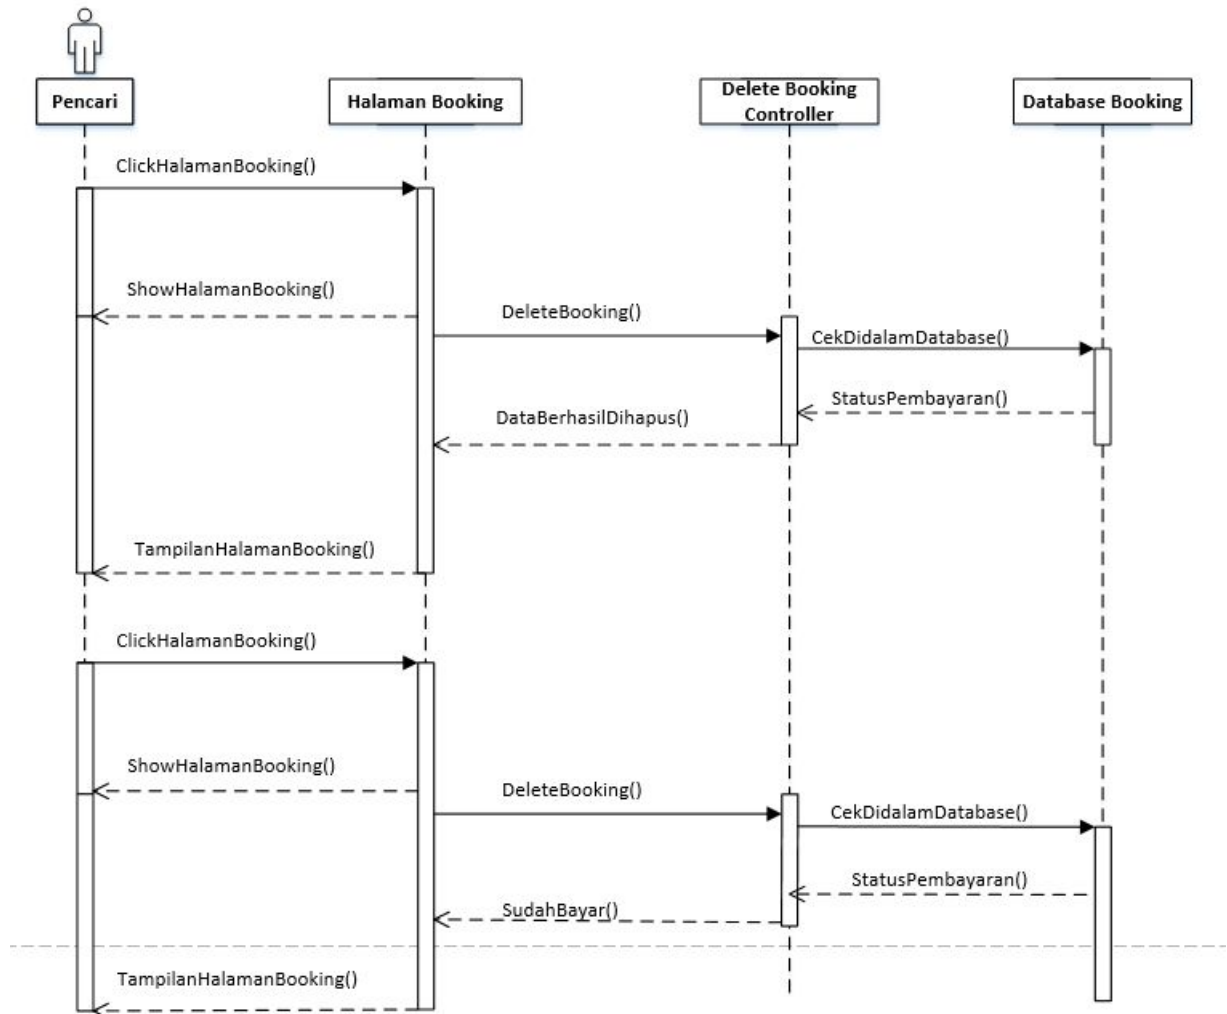 Pencari
Halaman Booking
Delete Booking
Controller
Database Booking
ClickHalamanBooking()
ShowHalamanBooking()
DeleteBooking()
CekDidalamDatabase()
StatusPembayaran()
DataBerhasilDihapus()
TampilanHalamanBooking()
ClickHalamanBooking()
ShowHalamanBooking()
DeleteBooking()
CekDidalamDatabase()
StatusPembayaran()
SudahBayar()
TampilanHalamanBooking()